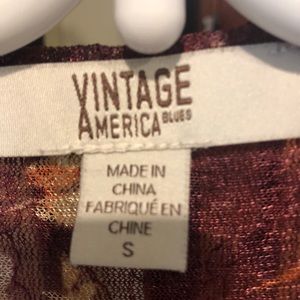 VINTAGE
AMERICA BLUES
MADE IN
CHINA
FABRIQUÉ EN
CHINE
S